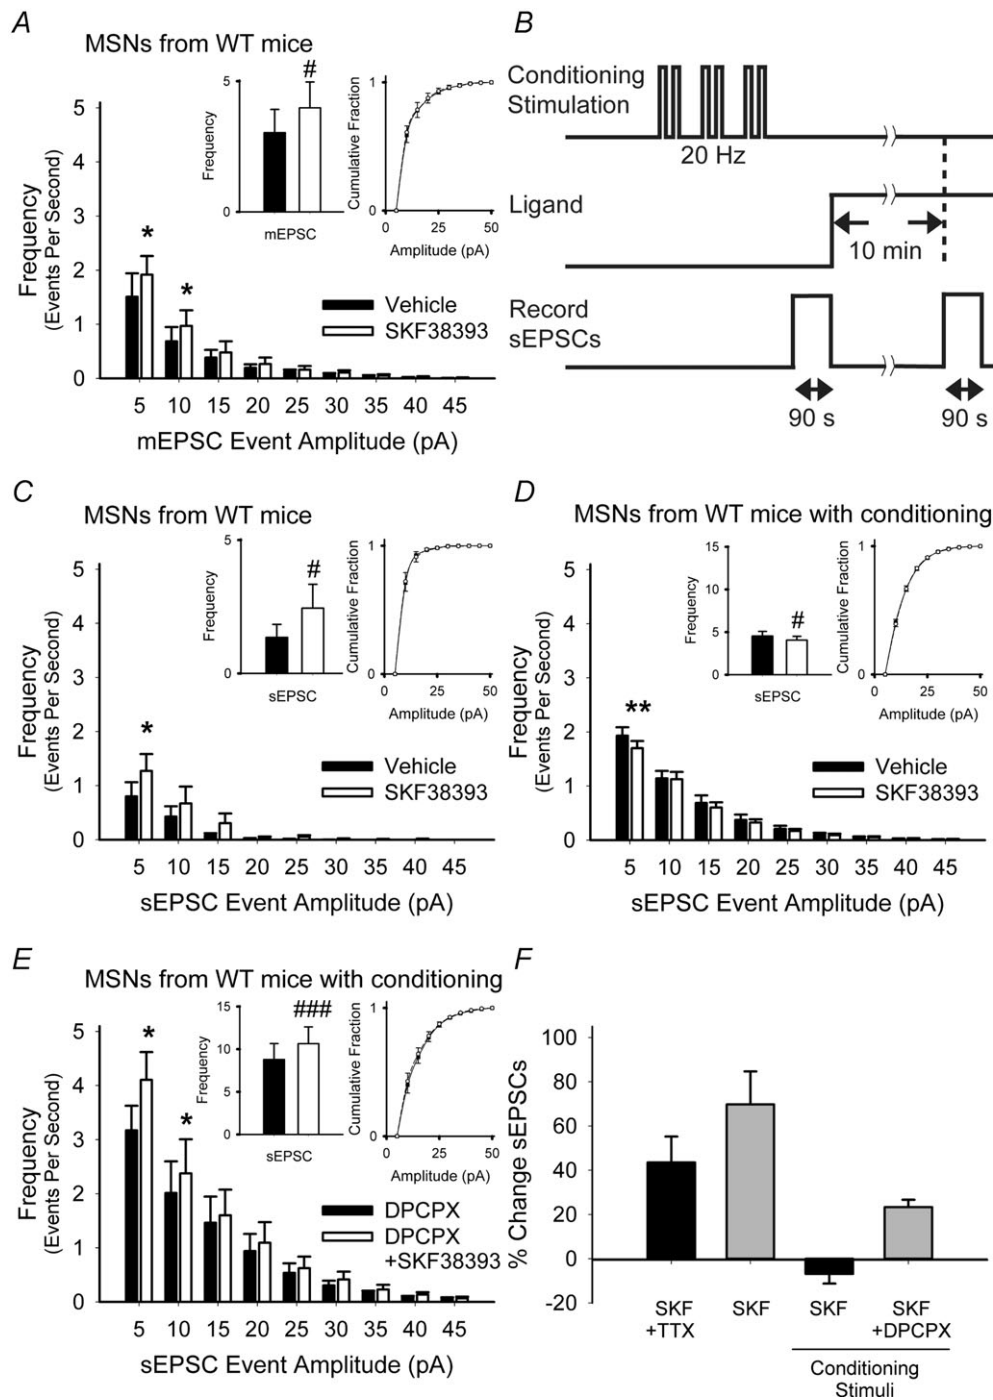 A
MSNs from WT mice
Frequency
(Events Per Second)
5
4
3
2
1
0
*
*
Frequency
5
0
#
mEPSC
Cumulative Fraction
1
0
0
25
50
Amplitude (pA)
Vehicle
SKF38393
5 10 15 20 25 30 35 40 45
mEPSC Event Amplitude (pA)
B
Conditioning
Stimulation
20 Hz
Ligand
10 min
Record
sEPSCs
90 s
90 s
C
MSNs from WT mice
Frequency
(Events Per Second)
5
4
3
2
1
0
*
Frequency
5
0
#
sEPSC
Cumulative Fraction
1
0
0 25 50
Amplitude (pA)
Vehicle
SKF38393
5 10 15 20 25 30 35 40 45
sEPSC Event Amplitude (pA)
D
MSNs from WT mice with conditioning
Frequency
(Events Per Second)
5
4
3
2
1
0
**
Frequency
15
10
5
0
#
sEPSC
Cumulative Fraction
1
0
0 25 50
Amplitude (pA)
Vehicle
SKF38393
5 10 15 20 25 30 35 40 45
sEPSC Event Amplitude (pA)
E
MSNs from WT mice with conditioning
Frequency
(Events Per Second)
5
4
3
2
1
0
*
*
Frequency
15
10
5
0
###
sEPSC
Cumulative Fraction
1
0
0 25 50
Amplitude (pA)
DPCPX
DPCPX
+SKF38393
5 10 15 20 25 30 35 40 45
sEPSC Event Amplitude (pA)
F
% Change sEPSCs
100
80
60
40
20
0
-20
SKF
+TTX
SKF
SKF
SKF
+DPCPX
Conditioning
Stimuli